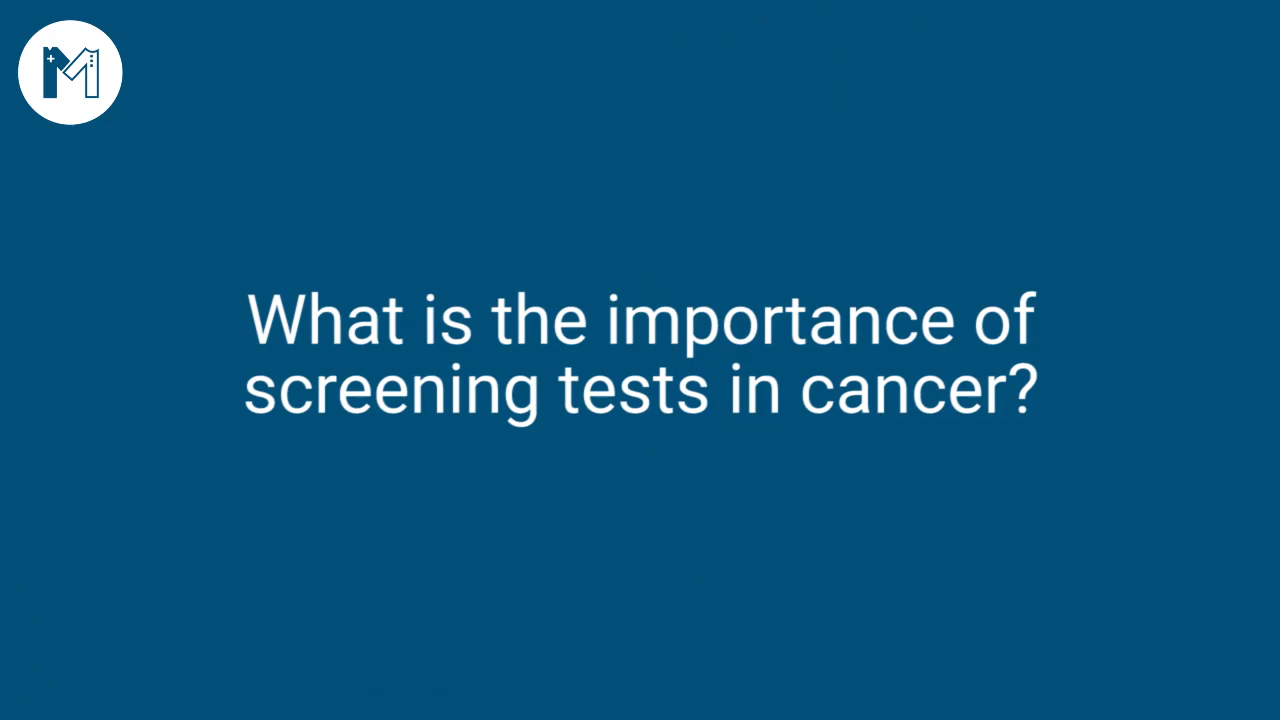 What is the importance of
screening tests in cancer?